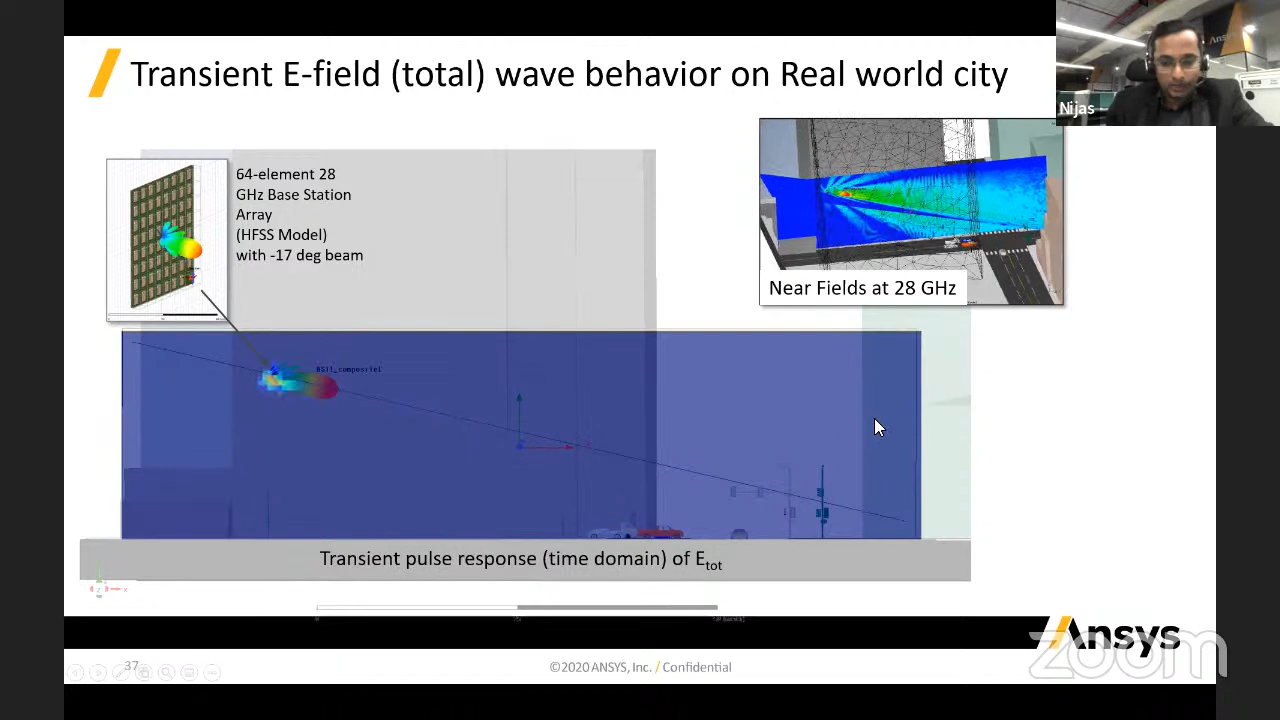 Transient E-field (total) wave behavior on Real world city
Nijas
64-element 28
GHz Base Station
Array
(HFSS Model)
with -17 deg beam
Near Fields at 28 GHz
Transient pulse response (time domain) of Etot
Ansys
zoom
37
©2020 ANSYS, Inc. / Confidential